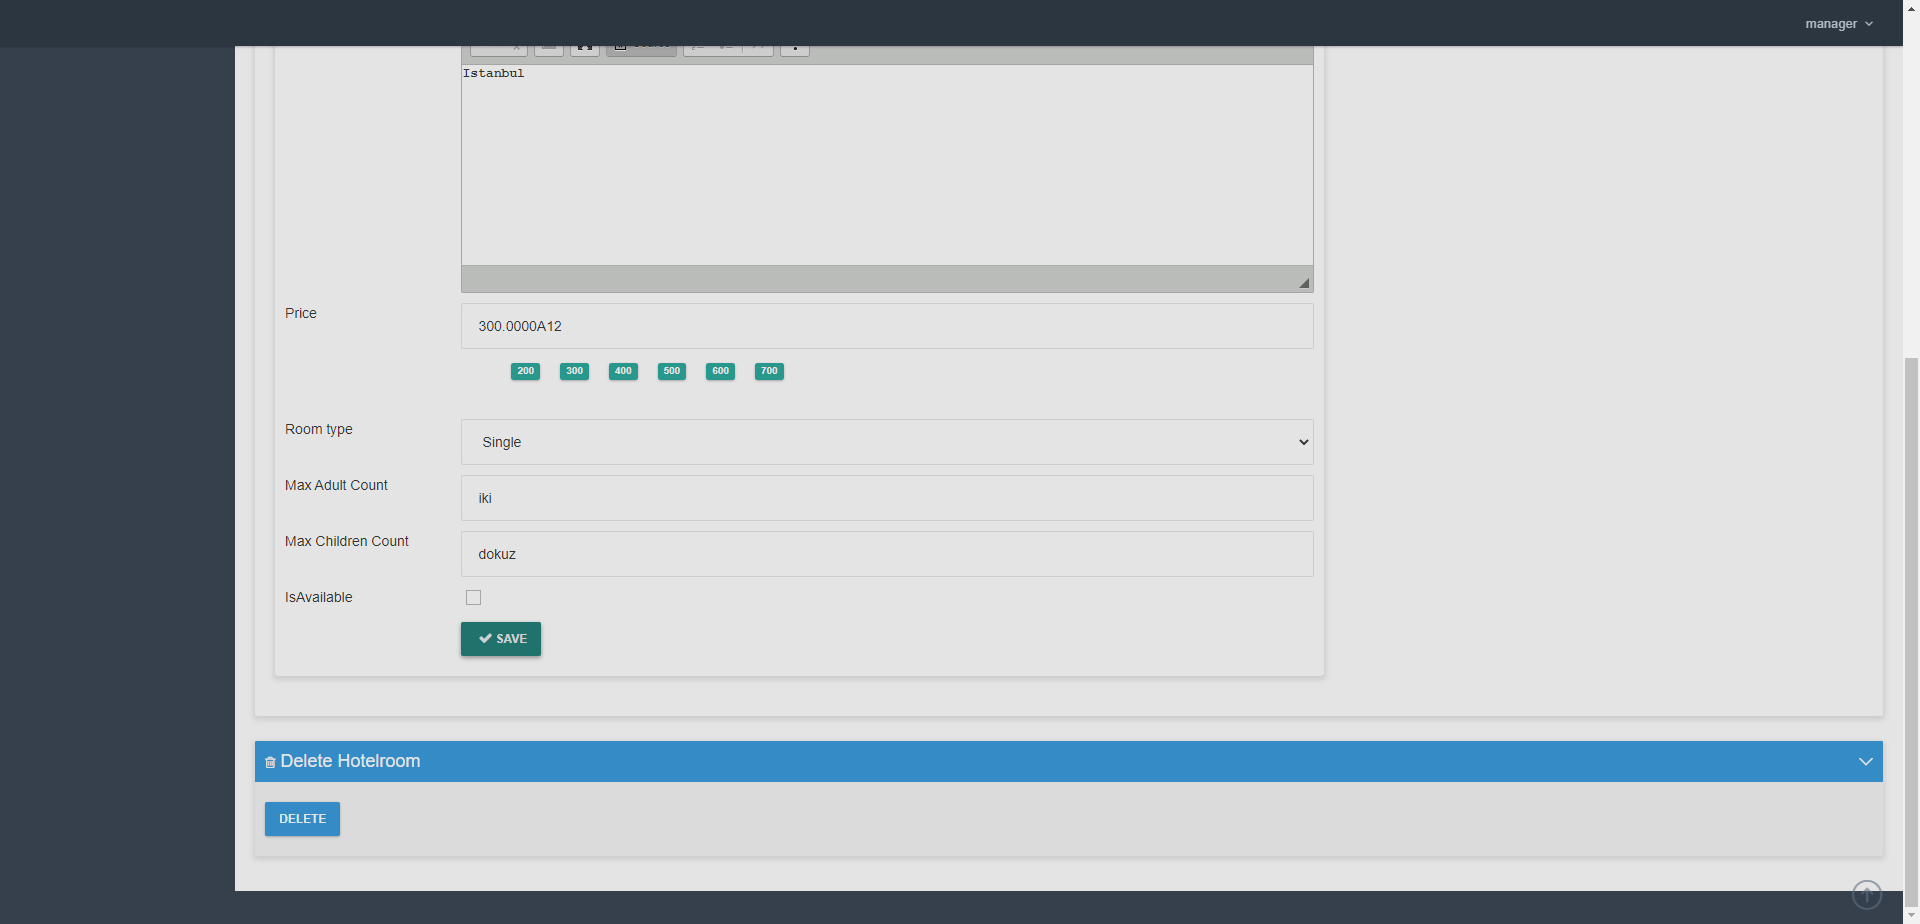 manager
Istanbul
Price
300.0000A12
200 300 400 500 600 700
Room type
Single
Max Adult Count
iki
Max Children Count
dokuz
IsAvailable
SAVE
Delete Hotelroom
DELETE